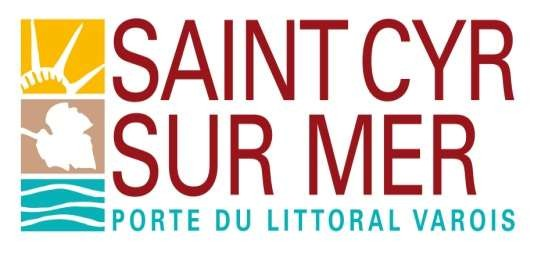 SAINT CYR
SUR MER
PORTE DU LITTORAL VAROIS